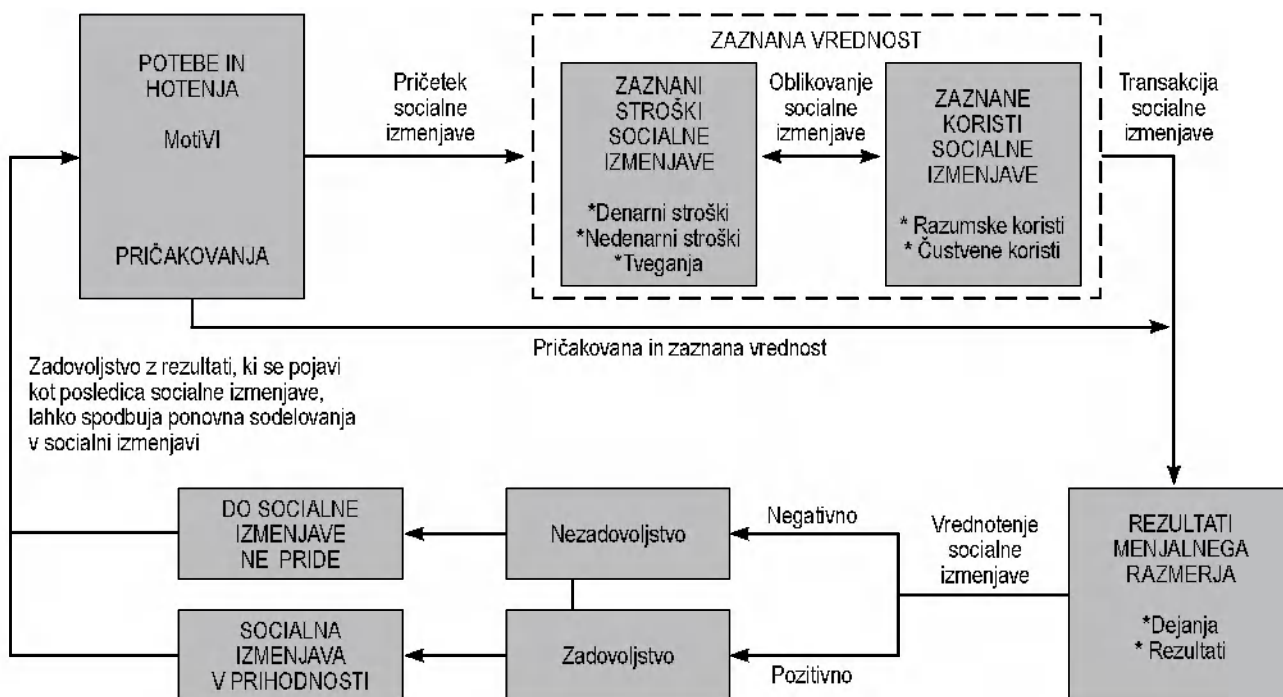 POTEBE IN
HOTENJA
MotiVI
PRIČAKOVANJA
Pričetek
socialne
izmenjave
ZAZNANA VREDNOST
ZAZNANI
STROŠKI
SOCIALNE
IZMENJAVE
*Denarni stroški
*Nedenarni stroški
*Tveganja
Oblikovanje
socialne
izmenjave
ZAZNANE
KORISTI
SOCIALNE
IZMENJAVE
* Razumske koristi
* Čustvene koristi
Transakcija
socialne
izmenjave
Pričakovana in zaznana vrednost
Zadovoljstvo z rezultati, ki se pojavi
kot posledica socialne izmenjave,
lahko spodbuja ponovna sodelovanja
v socialni izmenjavi
DO SOCIALNE
IZMENJAVE
NE PRIDE
Nezadovoljstvo
Negativno
Vrednotenje
socialne
izmenjave
REZULTATI
MENJALNEGA
RAZMERJA
*Dejanja
* Rezultati
SOCIALNA
IZMENJAVA
V PRIHODNOSTI
Zadovoljstvo
Pozitivno